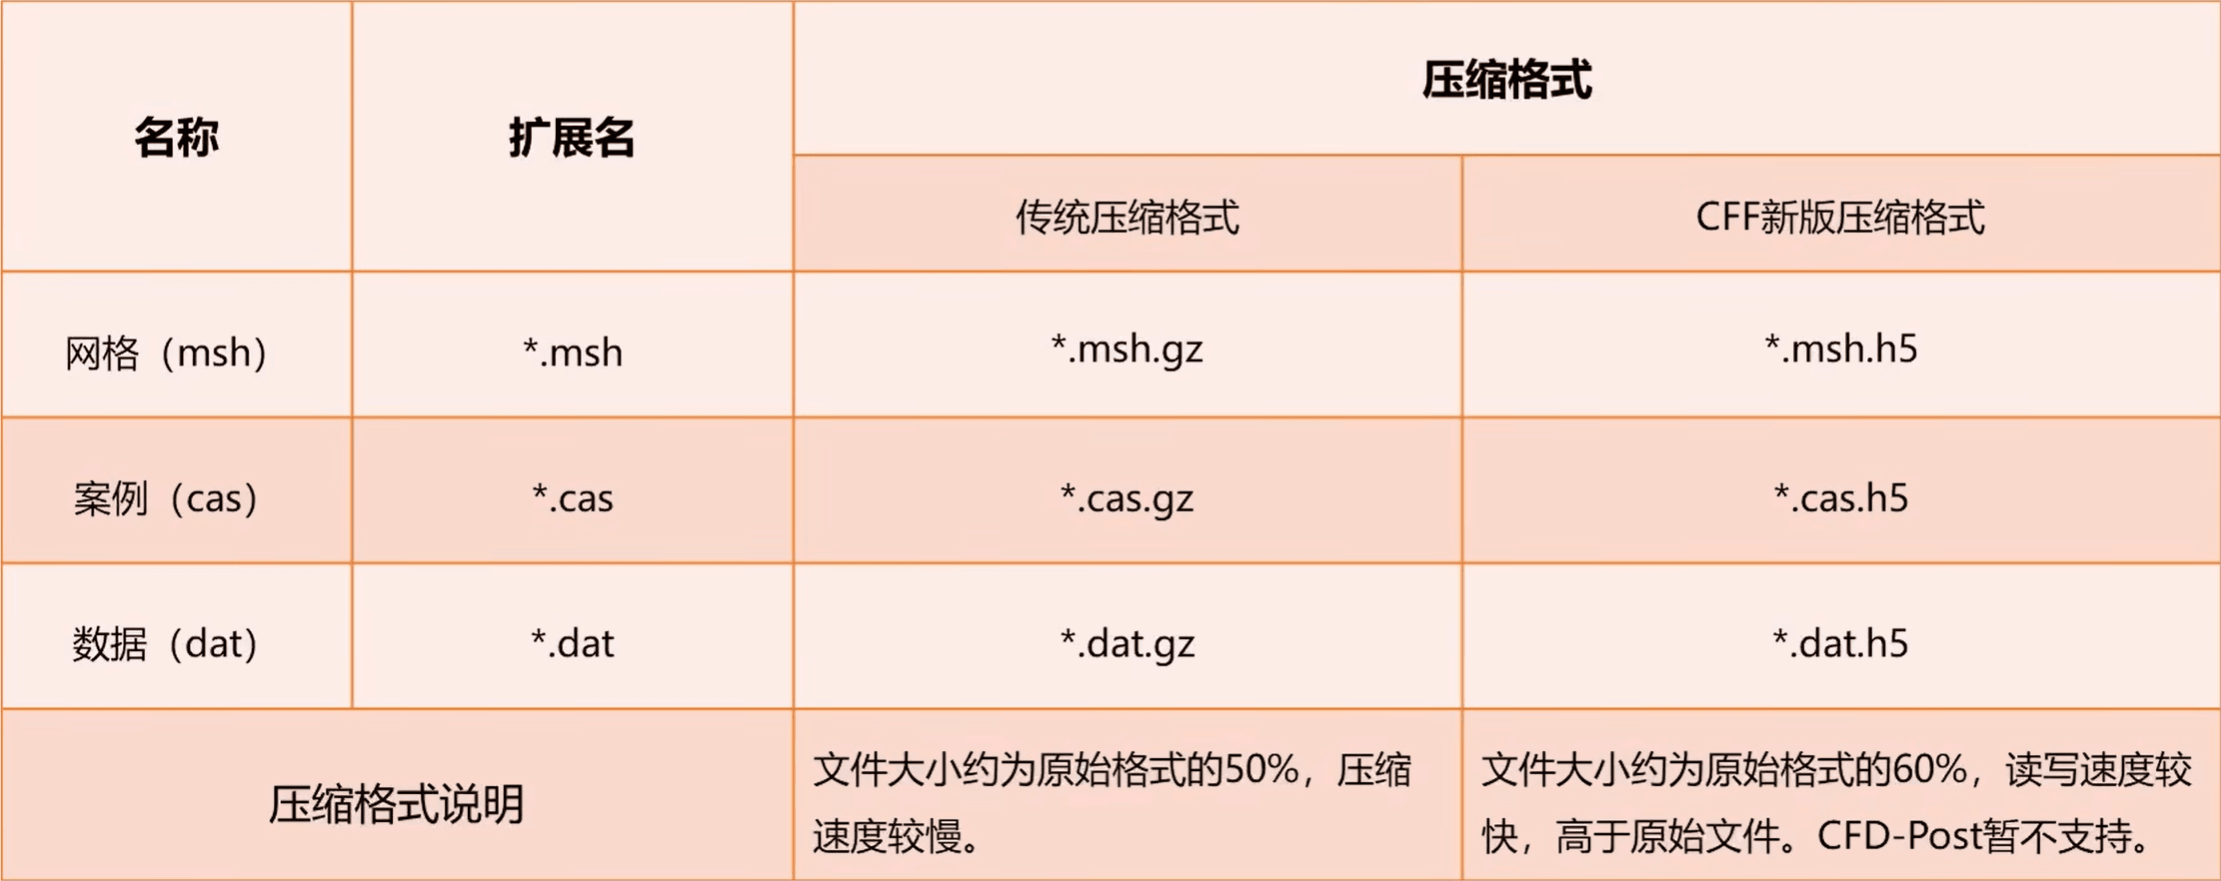 名称
扩展名
压缩格式
传统压缩格式
CFF新版压缩格式
网格（msh）
*.msh
*.msh.gz
*.msh.h5
案例（cas）
*.cas
*.cas.gz
*.cas.h5
数据（dat）
*.dat
*.dat.gz
*.dat.h5
压缩格式说明
文件大小约为原始格式的50%，压缩
速度较慢。
文件大小约为原始格式的60%，读写速度较
快，高于原始文件。CFD-Post暂不支持。